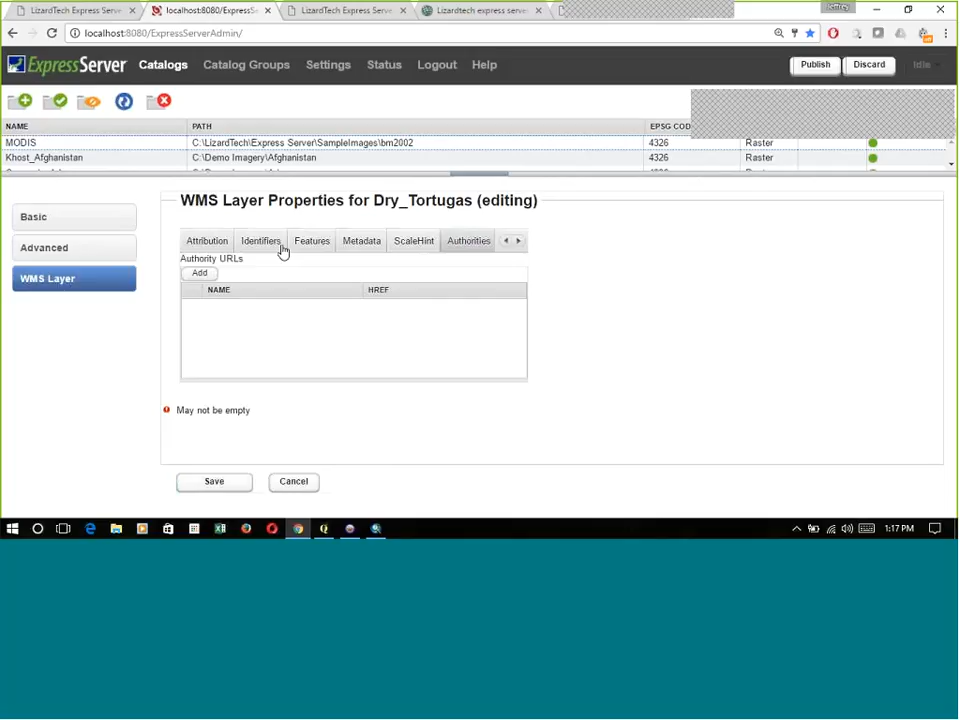 LizardTech Express Serve
localhost:8080/ExpressSe
LizardTech Express Serve
Lizardtech express serve
Jeffrey
localhost:8080/ExpressServerAdmin/
ExpressServer Catalogs Catalog Groups Settings Status Logout Help Publish Discard Idle
NAME PATH EPSG COD
MODIS C:\LizardTech\Express Server\SampleImages\bm2002 4326 Raster
Khost_Afghanistan C:\Demo Imagery\Afghanistan 4326 Raster
WMS Layer Properties for Dry_Tortugas (editing)
Basic
Advanced
WMS Layer
Attribution Identifiers Features Metadata ScaleHint Authorities
Authority URLs
Add
NAME HREF
May not be empty
Save Cancel
1:17 PM